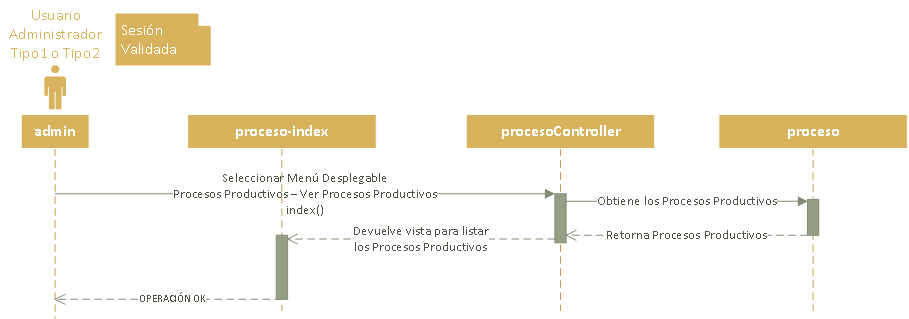 Usuario
Administrador
Tipo1 o Tipo2
Sesión
Validada
admin
proceso-index
procesoController
proceso
Seleccionar Menú Desplegable
Procesos Productivos – Ver Procesos Productivos
index()
Obtiene los Procesos Productivos
Devuelve vista para listar
los Procesos Productivos
Retorna Procesos Productivos
OPERACIÓN OK